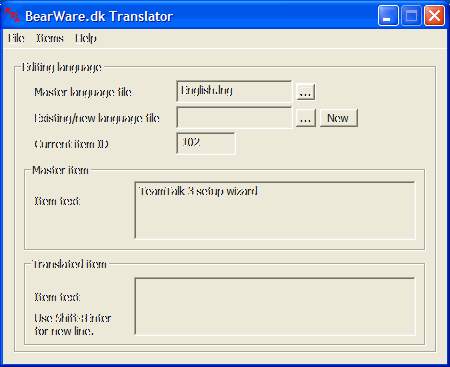 BearWare.dk Translator
File Items Help
Editing language
Master language file English.lng ...
Existing/new language file ... New
Current item ID 102
Master item
Item text: TeamTalk 3 setup wizard
Translated item
Item text:
Use Shift+Enter
for new line.